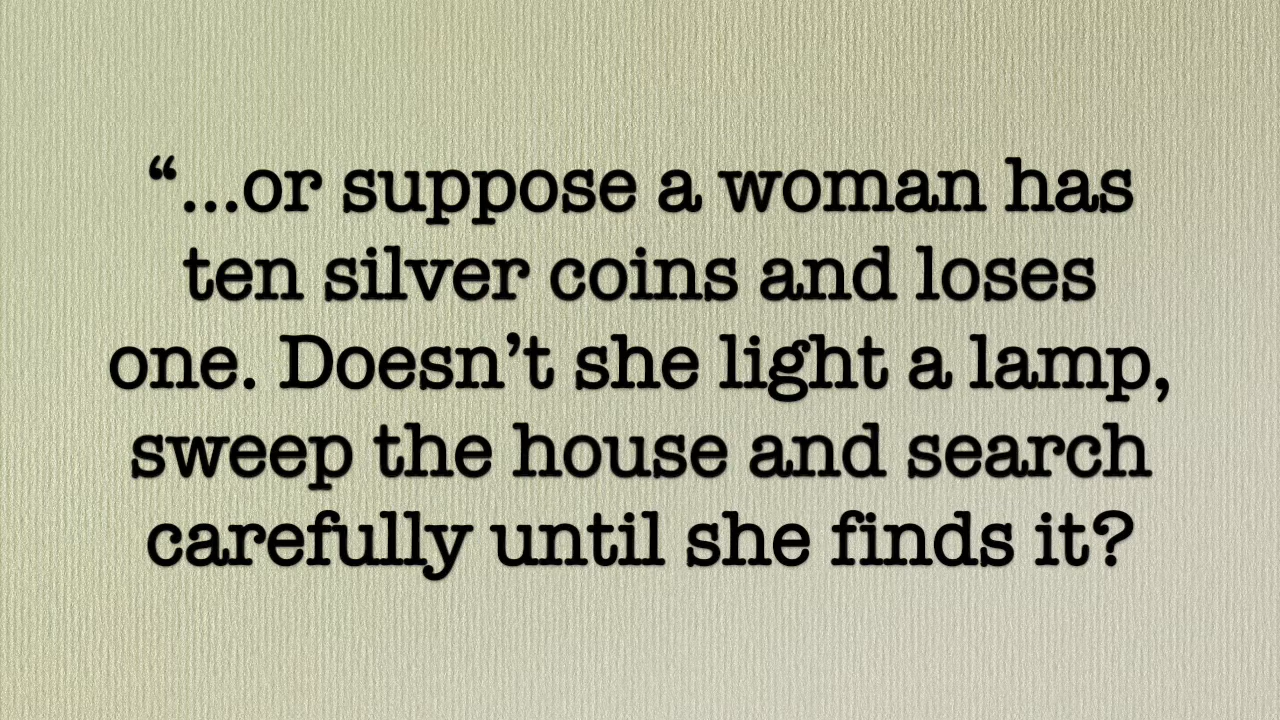 “...or suppose a woman has
ten silver coins and loses
one. Doesn’t she light a lamp,
sweep the house and search
carefully until she finds it?